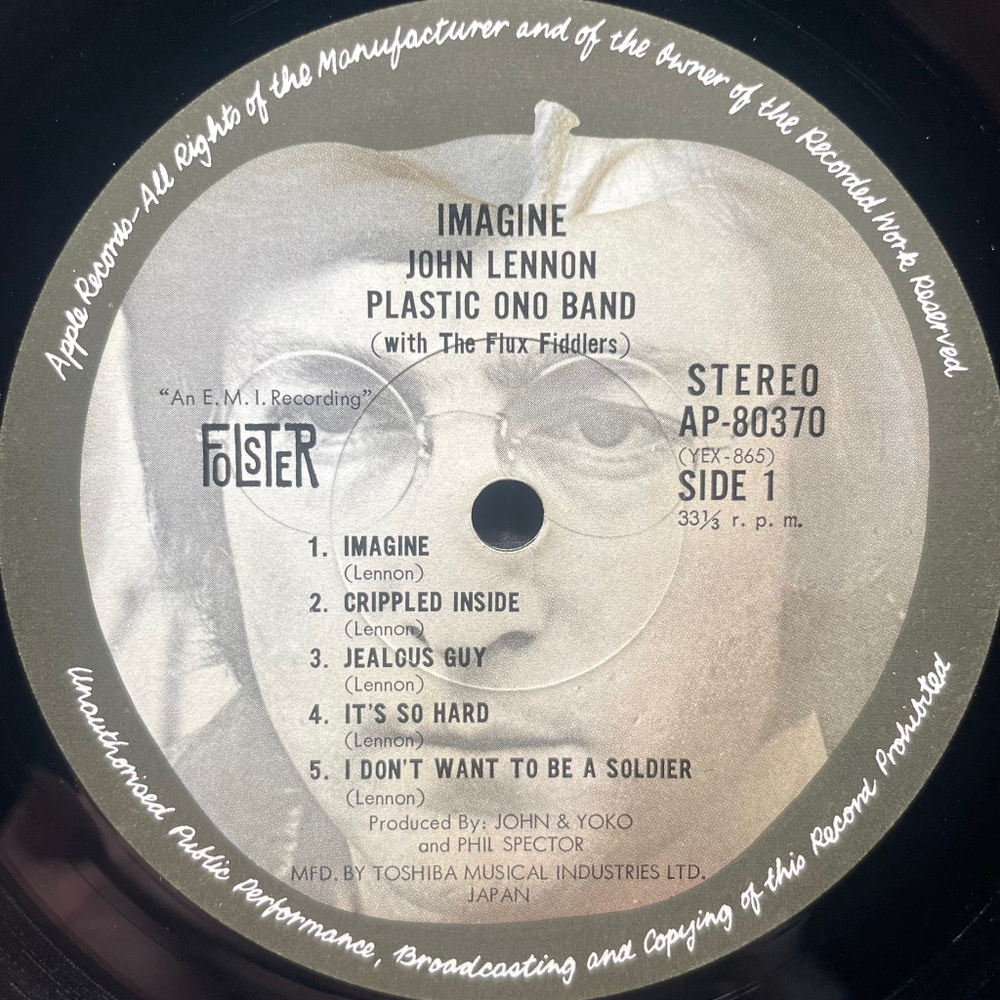 Apple Records–All Rights of the Manufacturer and of the Owner of the Recorded Work Reserved
IMAGINE
JOHN LENNON
PLASTIC ONO BAND
(with The Flux Fiddlers)
"An E. M. I. Recording"
FOLSTER
STEREO
AP-80370
(YEX-865)
SIDE 1
33⅓ r. p. m.
1. IMAGINE
(Lennon)
2. CRIPPLED INSIDE
(Lennon)
3. JEALOUS GUY
(Lennon)
4. IT'S SO HARD
(Lennon)
5. I DON'T WANT TO BE A SOLDIER
(Lennon)
Produced By: JOHN & YOKO
and PHIL SPECTOR
MFD. BY TOSHIBA MUSICAL INDUSTRIES LTD.
JAPAN
Unauthorised Public Performance, Broadcasting and Copying of this Record Prohibited